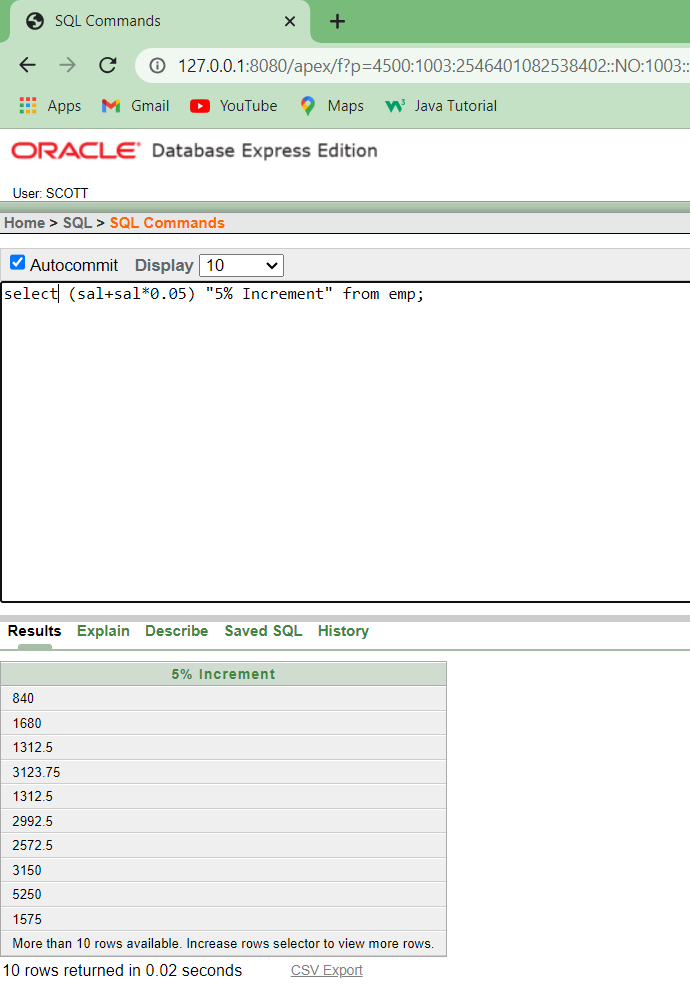 SQL Commands
127.0.0.1:8080/apex/f?p=4500:1003:2546401082538402::NO:1003::
Apps Gmail YouTube Maps Java Tutorial
ORACLE Database Express Edition
User: SCOTT
Home > SQL > SQL Commands
Autocommit Display 10
select (sal+sal*0.05) "5% Increment" from emp;
Results Explain Describe Saved SQL History
5% Increment
840
1680
1312.5
3123.75
1312.5
2992.5
2572.5
3150
5250
1575
More than 10 rows available. Increase rows selector to view more rows.
10 rows returned in 0.02 seconds CSV Export